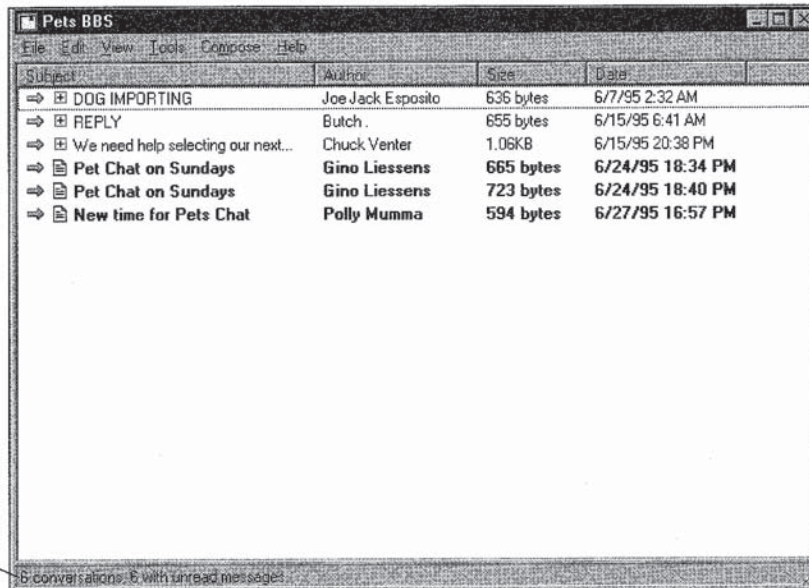 Pets BBS
File Edit View Tools Compose Help
Subject Author Size Date
DOG IMPORTING Joe Jack Esposito 636 bytes 6/7/95 2:32 AM
REPLY Butch . 655 bytes 6/15/95 6:41 AM
We need help selecting our next... Chuck Venter 1.06KB 6/15/95 20:38 PM
Pet Chat on Sundays Gino Liessens 665 bytes 6/24/95 18:34 PM
Pet Chat on Sundays Gino Liessens 723 bytes 6/24/95 18:40 PM
New time for Pets Chat Polly Mumma 594 bytes 6/27/95 16:57 PM
6 conversations, 6 with unread messages